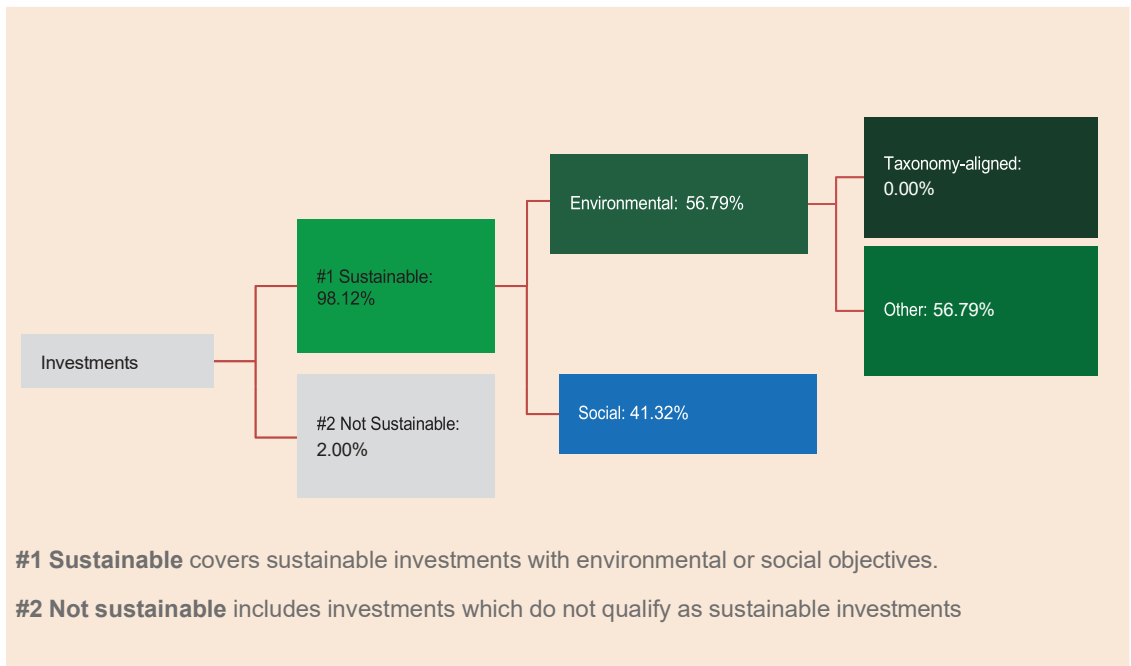 Investments
#1 Sustainable:
98.12%
#2 Not Sustainable:
2.00%
Environmental: 56.79%
Social: 41.32%
Taxonomy-aligned:
0.00%
Other: 56.79%
#1 Sustainable covers sustainable investments with environmental or social objectives.
#2 Not sustainable includes investments which do not qualify as sustainable investments